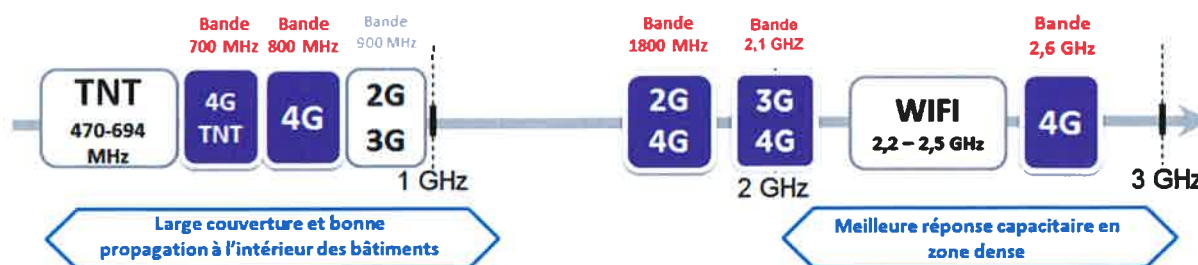 Bande
700 MHz
Bande
800 MHz
Bande
900 MHz
Bande
1800 MHz
Bande
2,1 GHZ
Bande
2,6 GHz
TNT
470-694
MHz
4G
TNT
4G
2G
3G
2G
4G
3G
4G
WIFI
2,2 – 2,5 GHz
4G
1 GHz
2 GHz
3 GHz
Large couverture et bonne
propagation à l'intérieur des bâtiments
Meilleure réponse capacitaire en
zone dense